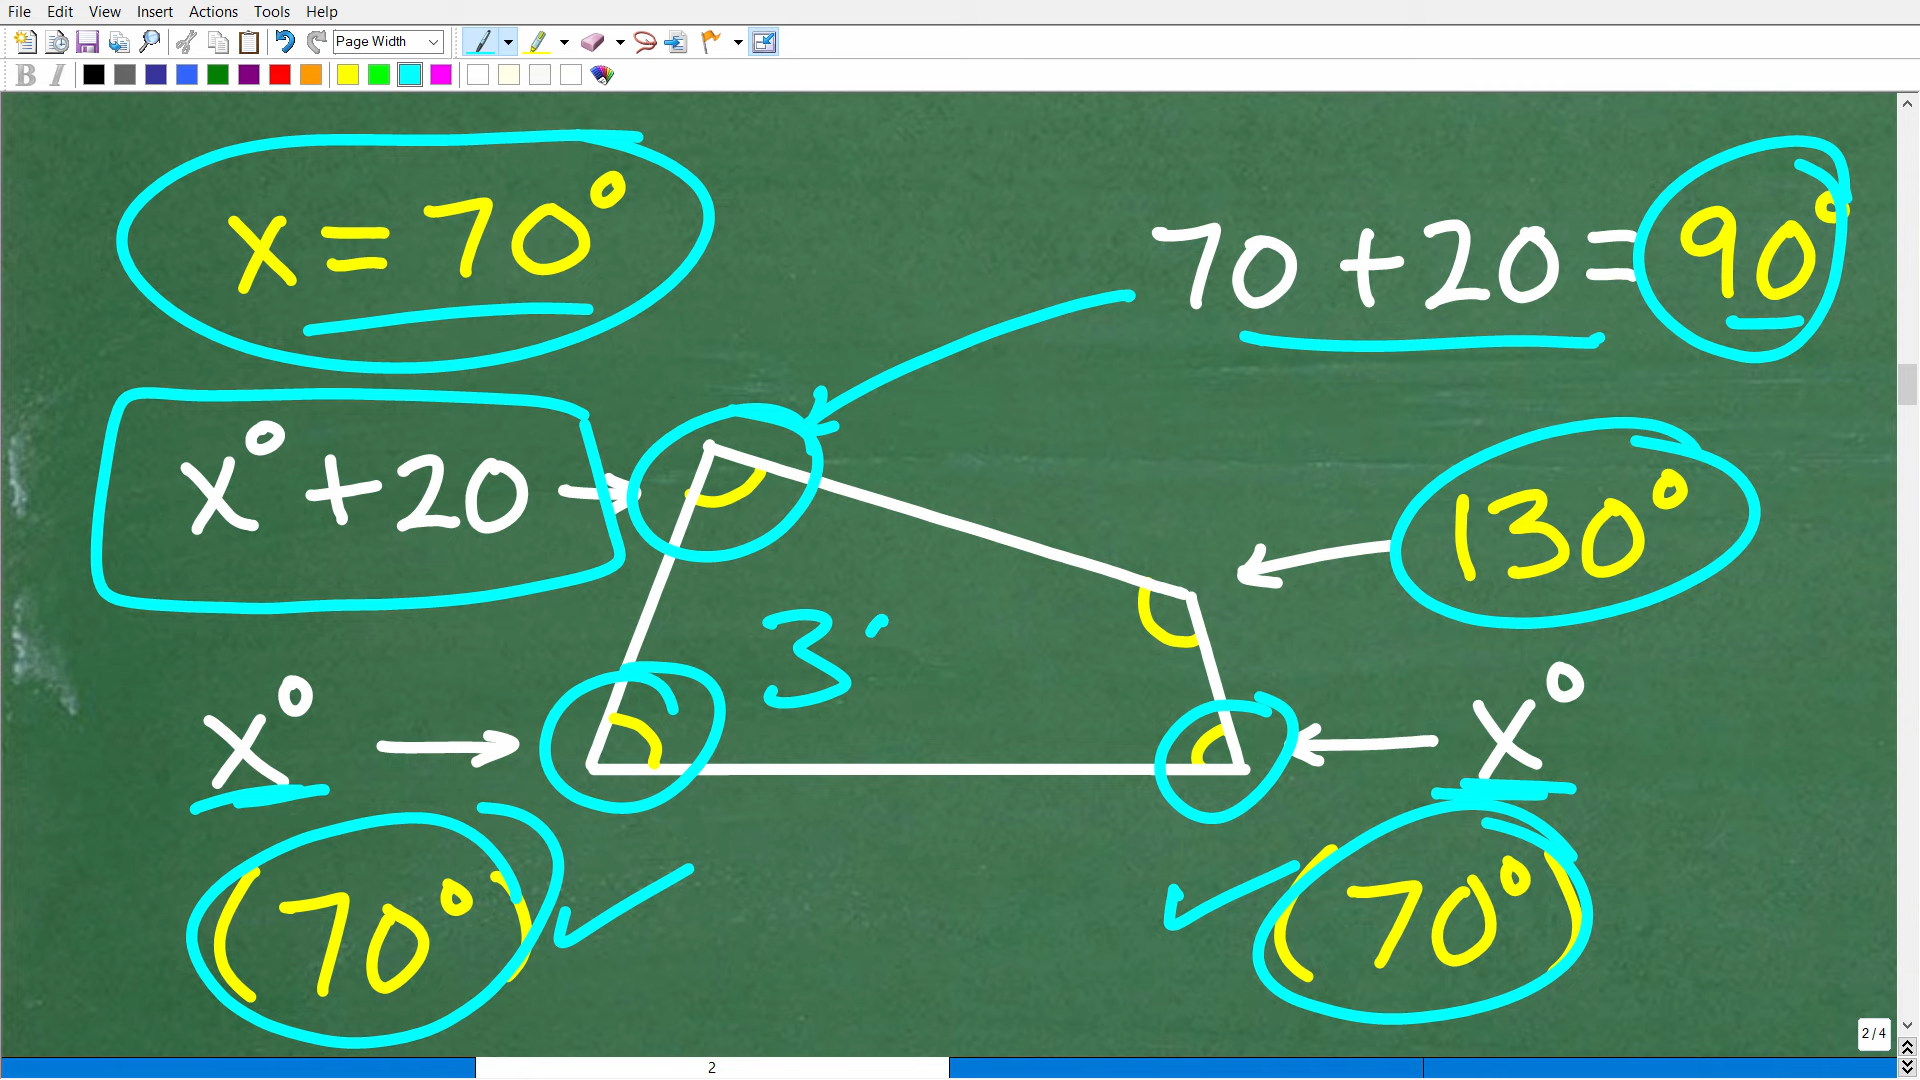 File Edit View Insert Actions Tools Help
Page Width
B I
x = 70°
70 + 20 = 90°
x° + 20
130°
3
x°
x°
(70°)
(70°)
2 / 4
2